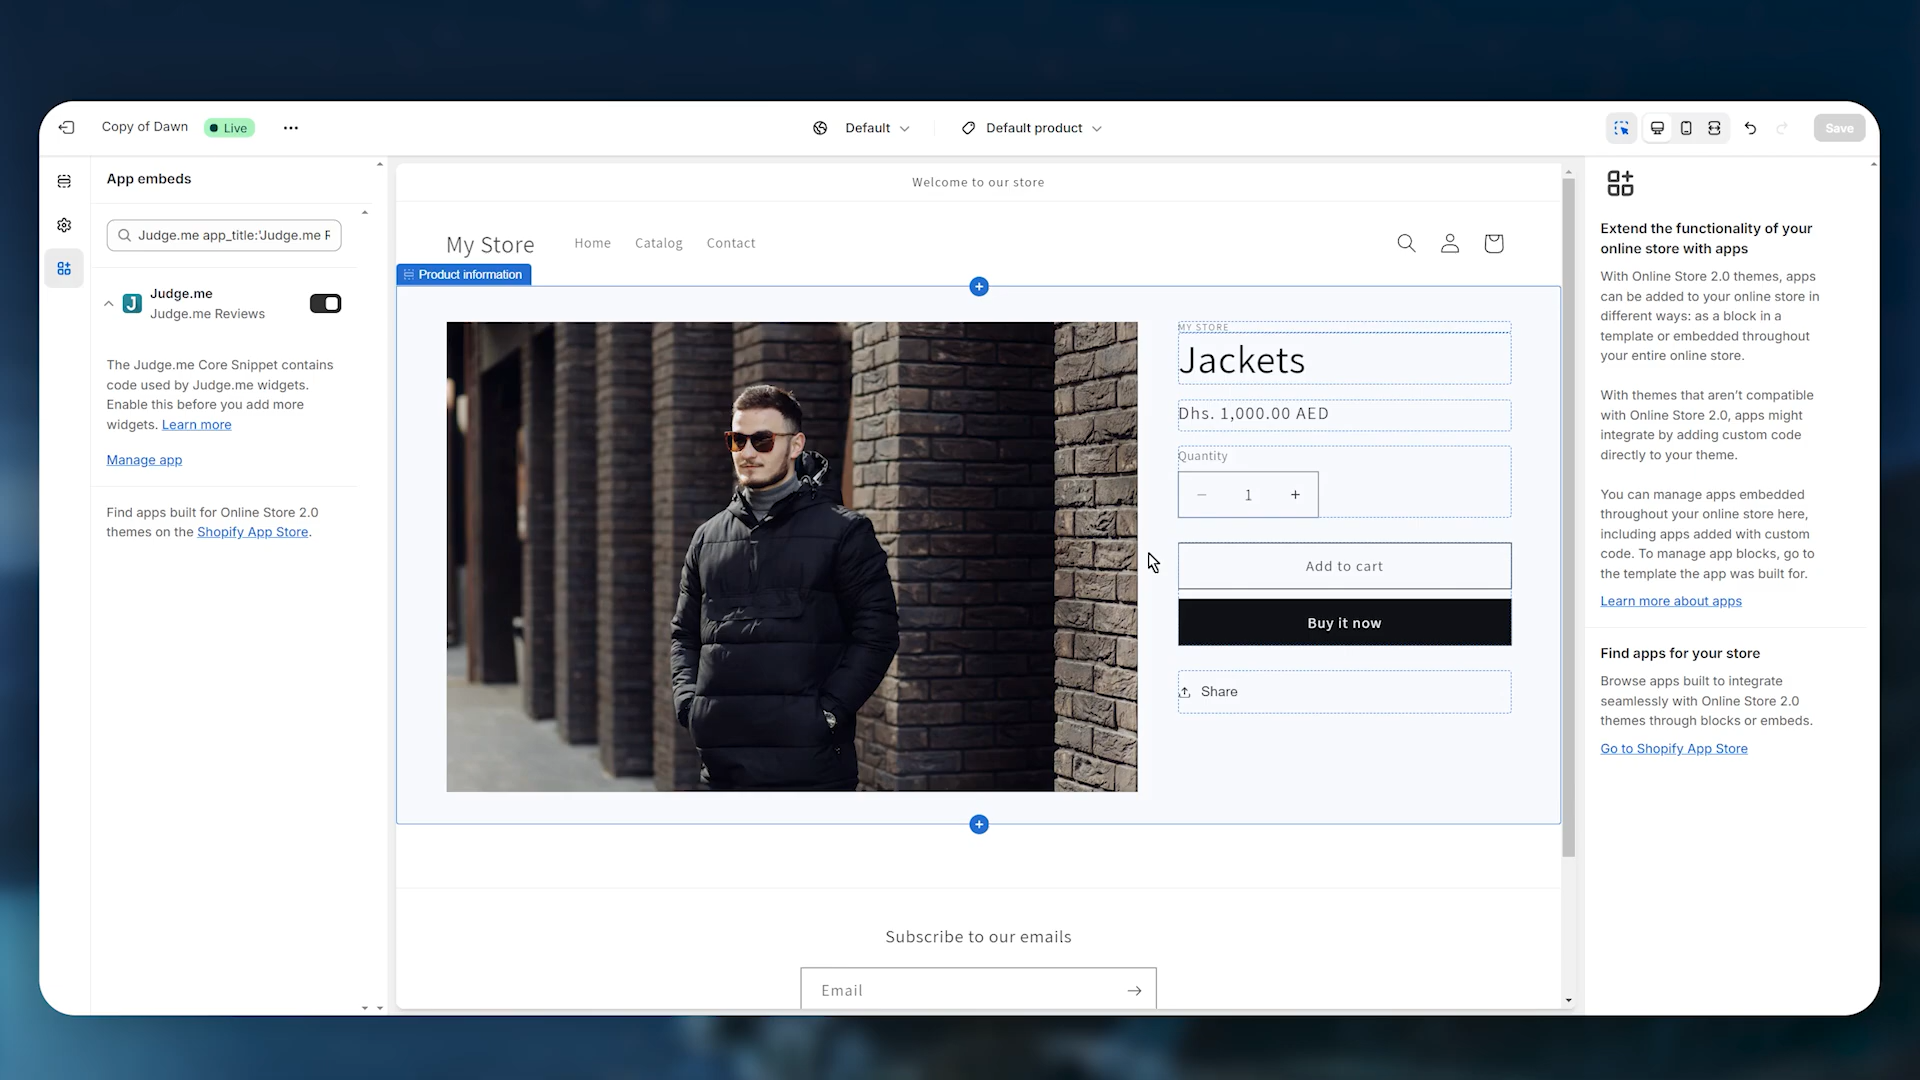 Copy of Dawn
Live
Default
Default product
Save
App embeds
Judge.me app_title:'Judge.me R
Judge.me
Judge.me Reviews
The Judge.me Core Snippet contains
code used by Judge.me widgets.
Enable this before you add more
widgets. Learn more
Manage app
Find apps built for Online Store 2.0
themes on the Shopify App Store.
Welcome to our store
My Store
Home
Catalog
Contact
Product information
MY STORE
Jackets
Dhs. 1,000.00 AED
Quantity
1
Add to cart
Buy it now
Share
Subscribe to our emails
Email
Extend the functionality of your
online store with apps
With Online Store 2.0 themes, apps
can be added to your online store in
different ways: as a block in a
template or embedded throughout
your entire online store.
With themes that aren't compatible
with Online Store 2.0, apps might
integrate by adding custom code
directly to your theme.
You can manage apps embedded
throughout your online store here,
including apps added with custom
code. To manage app blocks, go to
the template the app was built for.
Learn more about apps
Find apps for your store
Browse apps built to integrate
seamlessly with Online Store 2.0
themes through blocks or embeds.
Go to Shopify App Store